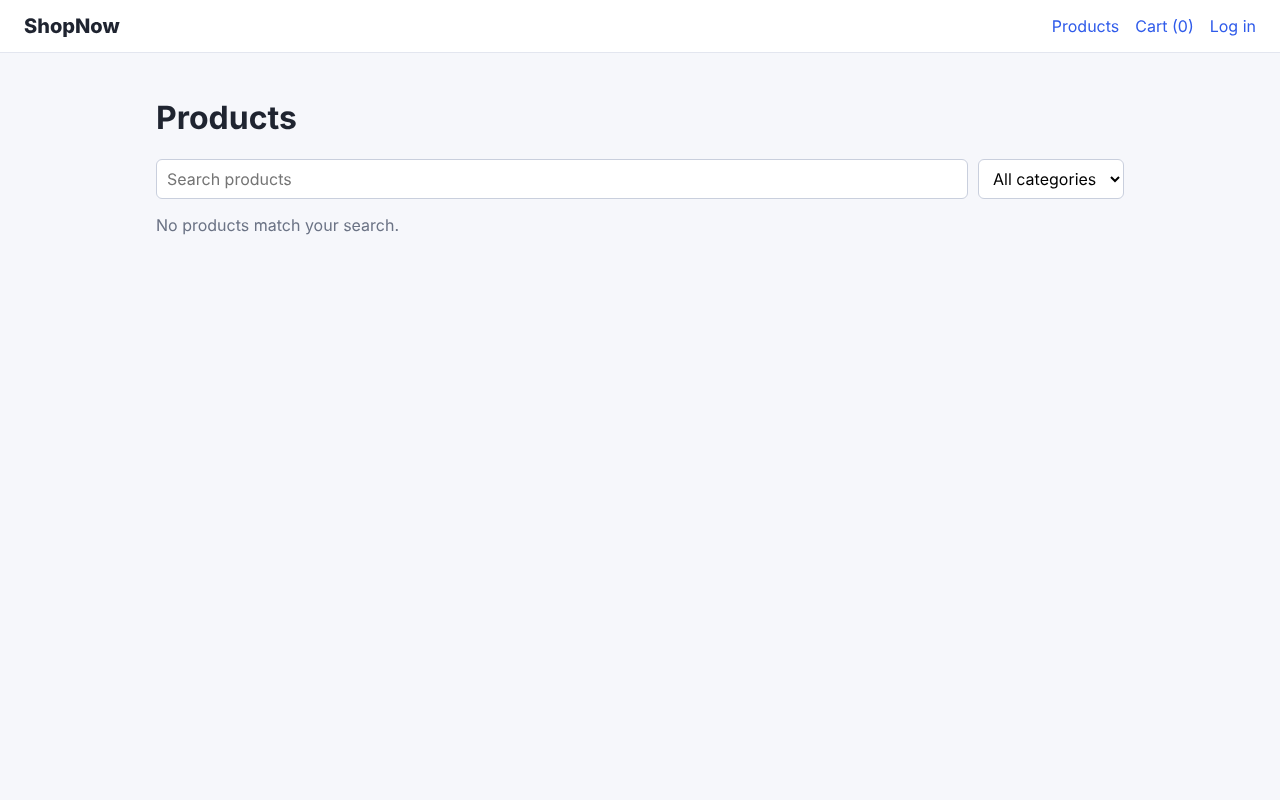 ShopNow
Products Cart (0) Log in
Products
Search products
All categories
No products match your search.